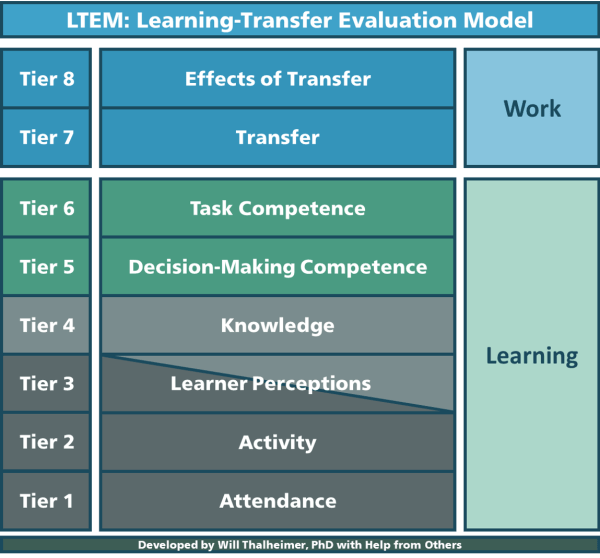 LTEM: Learning-Transfer Evaluation Model
Tier 8 Effects of Transfer
Work
Tier 7 Transfer
Tier 6 Task Competence
Tier 5 Decision-Making Competence
Tier 4 Knowledge
Learning
Tier 3 Learner Perceptions
Tier 2 Activity
Tier 1 Attendance
Developed by Will Thalheimer, PhD with Help from Others